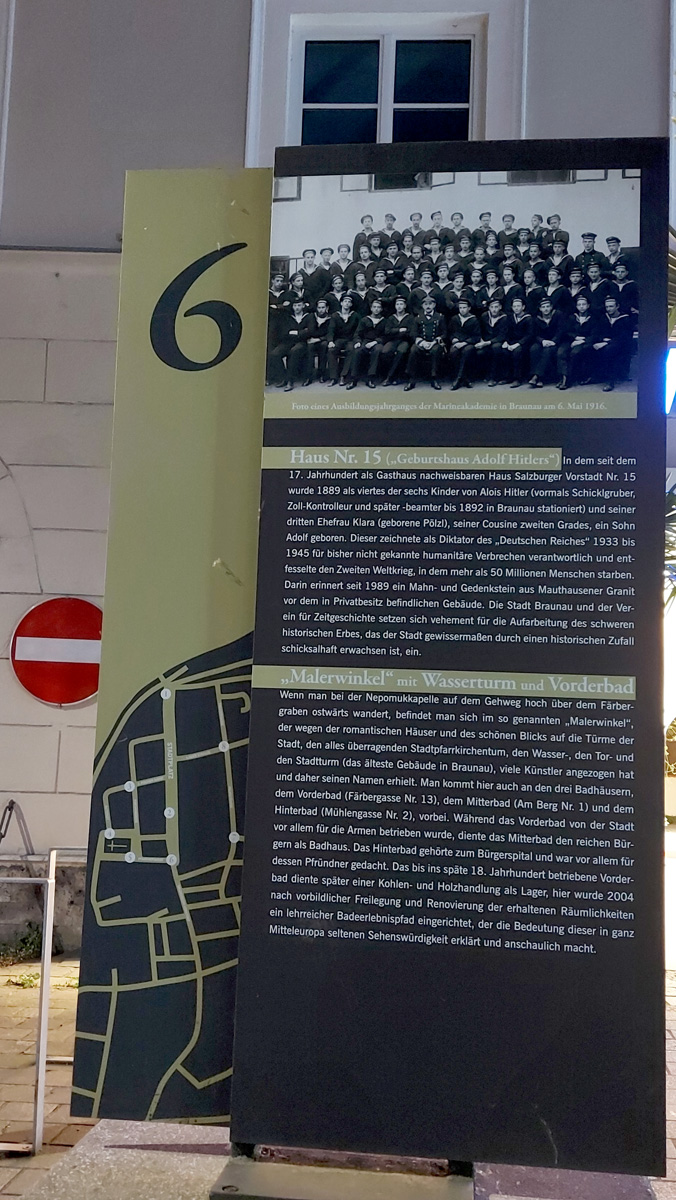 6
Foto eines Ausbildungsjahrganges der Marineakademie in Braunau am 6. Mai 1916.
Haus Nr. 15 („Geburtshaus Adolf Hitlers“) In dem seit dem
17. Jahrhundert als Gasthaus nachweisbaren Haus Salzburger Vorstadt Nr. 15
wurde 1889 als viertes der sechs Kinder von Alois Hitler (vormals Schicklgruber,
Zoll-Kontrolleur und später -beamter bis 1892 in Braunau stationiert) und seiner
dritten Ehefrau Klara (geborene Pölzl), seiner Cousine zweiten Grades, ein Sohn
Adolf geboren. Dieser zeichnete als Diktator des „Deutschen Reiches“ 1933 bis
1945 für bisher nicht gekannte humanitäre Verbrechen verantwortlich und ent-
fesselte den Zweiten Weltkrieg, in dem mehr als 50 Millionen Menschen starben.
Darin erinnert seit 1989 ein Mahn- und Gedenkstein aus Mauthausener Granit
vor dem in Privatbesitz befindlichen Gebäude. Die Stadt Braunau und der Ver-
ein für Zeitgeschichte setzen sich vehement für die Aufarbeitung des schweren
historischen Erbes, das der Stadt gewissermaßen durch einen historischen Zufall
schicksalhaft erwachsen ist, ein.
„Malerwinkel“ mit Wasserturm und Vorderbad
Wenn man bei der Nepomukkapelle auf dem Gehweg hoch über dem Färber-
graben ostwärts wandert, befindet man sich im so genannten „Malerwinkel“,
der wegen der romantischen Häuser und des schönen Blicks auf die Türme der
Stadt, den alles überragenden Stadtpfarrkirchentum, den Wasser-, den Tor- und
den Stadtturm (das älteste Gebäude in Braunau), viele Künstler angezogen hat
und daher seinen Namen erhielt. Man kommt hier auch an den drei Badhäusern,
dem Vorderbad (Färbergasse Nr. 13), dem Mitterbad (Am Berg Nr. 1) und dem
Hinterbad (Mühlengasse Nr. 2), vorbei. Während das Vorderbad von der Stadt
vor allem für die Armen betrieben wurde, diente das Mitterbad den reichen Bür-
gern als Badhaus. Das Hinterbad gehörte zum Bürgerspital und war vor allem für
dessen Pfründner gedacht. Das bis ins späte 18. Jahrhundert betriebene Vorder-
bad diente später einer Kohlen- und Holzhandlung als Lager, hier wurde 2004
nach vorbildlicher Freilegung und Renovierung der erhaltenen Räumlichkeiten
ein lehrreicher Badeerlebnispfad eingerichtet, der die Bedeutung dieser in ganz
Mitteleuropa seltenen Sehenswürdigkeit erklärt und anschaulich macht.
1
STADTPLATZ
2
3
4
5
6